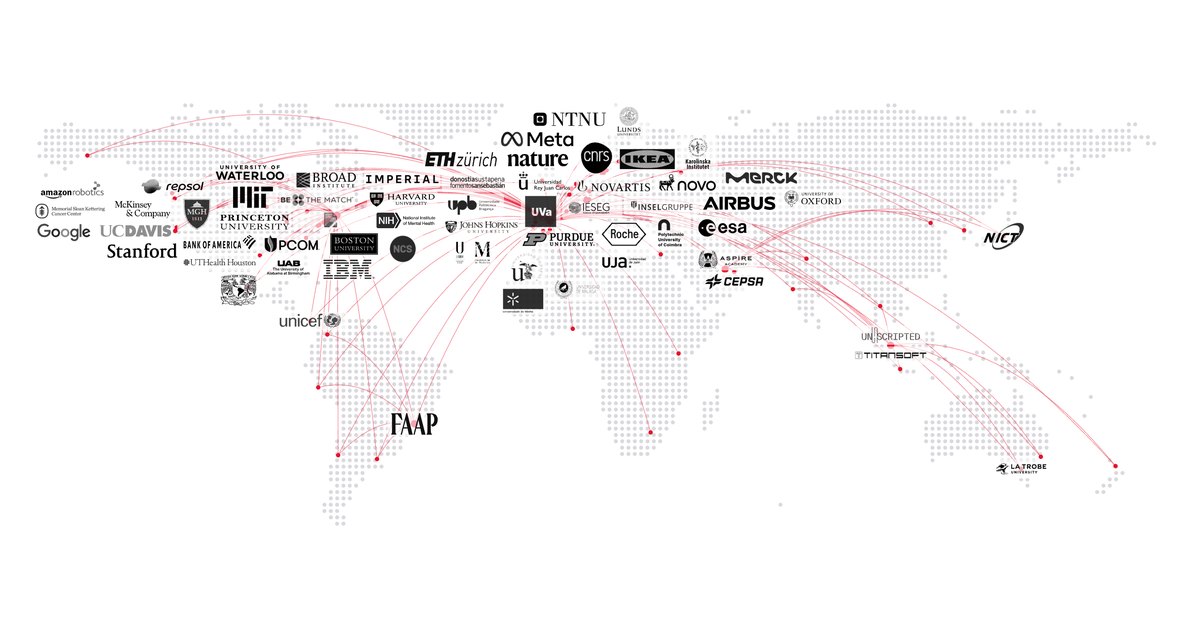 NTNU
LUNDS
UNIVERSITET
Meta
ETH zürich
nature
cnrs
IKEA
Karolinska
Institutet
UNIVERSITY OF
WATERLOO
BROAD
INSTITUTE
IMPERIAL
donostiasustapena
fomentosansebastián
ü
Universidad
Rey Juan Carlos
NOVARTIS
novo
MERCK
amazonrobotics
repsol
MIT
BE THE MATCH
HARVARD
UNIVERSITY
UNIVERSITY OF
OXFORD
Memorial Sloan Kettering
Cancer Center
McKinsey
& Company
MGH
1811
PRINCETON
UNIVERSITY
NIH
National Institute
of Mental Health
upb
UVa
IESEG
INSELGRUPPE
AIRBUS
Google
UCDAVIS
JOHNS HOPKINS
UNIVERSITY
PURDUE
UNIVERSITY
Roche
Polytechnic
University
of Coimbra
esa
NICT
Stanford
BANK OF AMERICA
PCOM
BOSTON
UNIVERSITY
NCS
U
M
UTHealth Houston
UAB
The University of
Alabama at Birmingham
IBM
uja
Universidad
de Jaén
ASPIRE
ACADEMY
CEPSA
unicef
UNSCRIPTED
TITANSOFT
FAAP
LA TROBE
UNIVERSITY